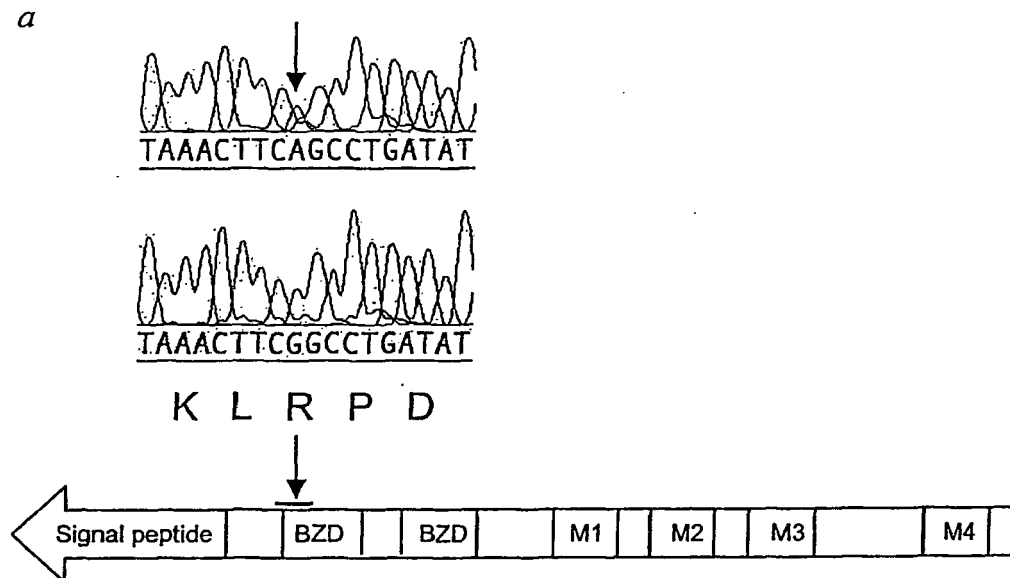 a
TAAACTTCAGCCTGATAT
TAAACTTCGGCCTGATAT
K L R P D
Signal peptide BZD BZD M1 M2 M3 M4